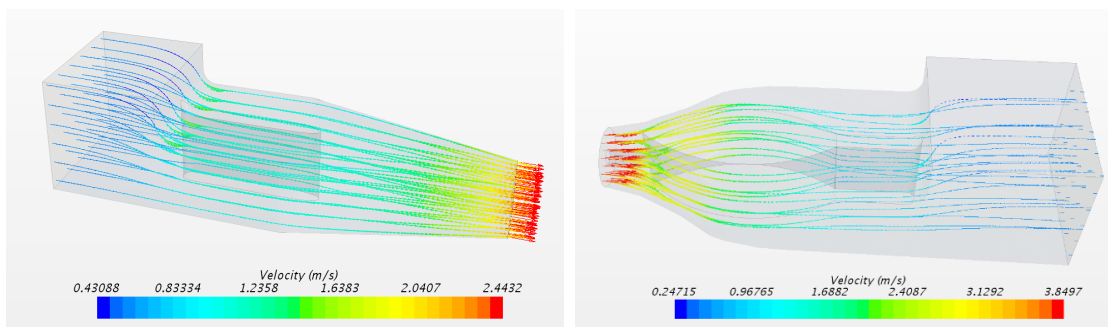 Velocity (m/s)
0.43088 0.83334 1.2358 1.6383 2.0407 2.4432
Velocity (m/s)
0.24715 0.96765 1.6882 2.4087 3.1292 3.8497